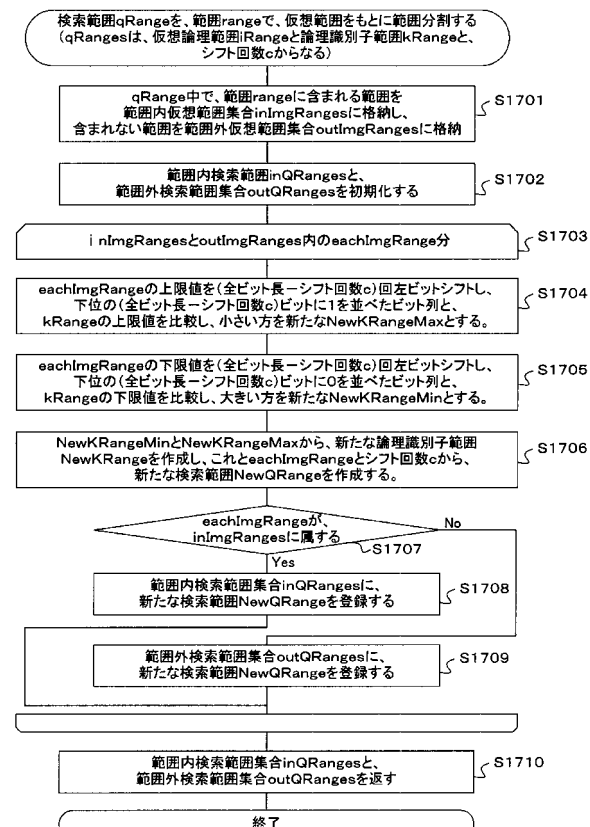 検索範囲qRangeを、範囲rangeで、仮想範囲をもとに範囲分割する
(qRangesは、仮想論理範囲iRangeと論理識別子範囲kRangeと、
シフト回数cからなる)
qRange中で、範囲rangeに含まれる範囲を
範囲内仮想範囲集合inImgRangesに格納し、
含まれない範囲を範囲外仮想範囲集合outImgRangesに格納
S1701
範囲内検索範囲inQRangesと、
範囲外検索範囲集合outQRangesを初期化する
S1702
inImgRangesとoutImgRanges内のeachImgRange分
S1703
eachImgRangeの上限値を(全ビット長ーシフト回数c)回左ビットシフトし、
下位の(全ビット長ーシフト回数c)ビットに1を並べたビット列と、
kRangeの上限値を比較し、小さい方を新たなNewKRangeMaxとする。
S1704
eachImgRangeの下限値を(全ビット長ーシフト回数c)回左ビットシフトし、
下位の(全ビット長ーシフト回数c)ビットに0を並べたビット列と、
kRangeの下限値を比較し、大きい方を新たなNewKRangeMinとする。
S1705
NewKRangeMinとNewKRangeMaxから、新たな論理識別子範囲
NewKRangeを作成し、これとeachImgRangeとシフト回数cから、
新たな検索範囲NewQRangeを作成する。
S1706
eachImgRangeが、
inImgRangesに属する
No
S1707
Yes
範囲内検索範囲集合inQRangesに、
新たな検索範囲NewQRangeを登録する
S1708
範囲外検索範囲集合outQRangesに、
新たな検索範囲NewQRangeを登録する
S1709
範囲内検索範囲集合inQRangesと、
範囲外検索範囲集合outQRangesを返す
S1710
終了